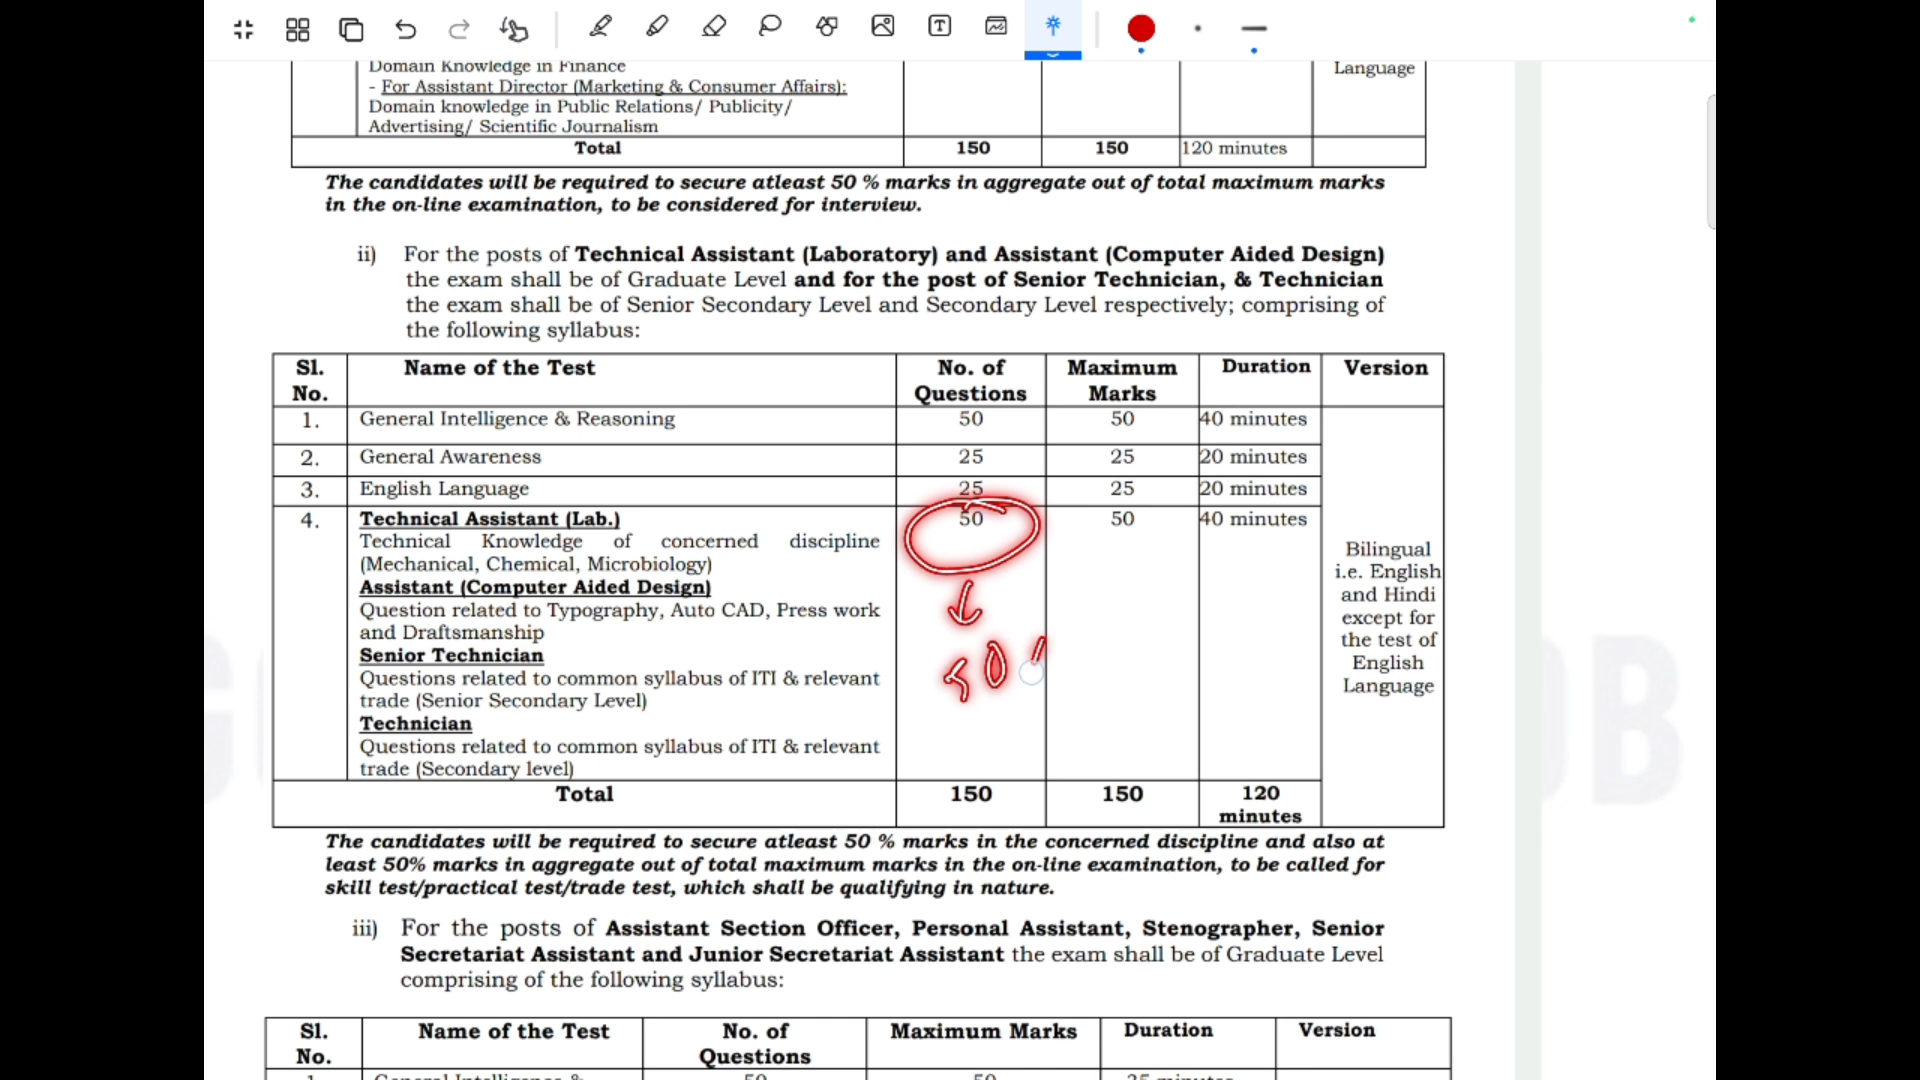 Domain Knowledge in Finance
Language
- For Assistant Director (Marketing & Consumer Affairs):
Domain knowledge in Public Relations/ Publicity/
Advertising/ Scientific Journalism
Total 150 150 120 minutes
The candidates will be required to secure atleast 50 % marks in aggregate out of total maximum marks
in the on-line examination, to be considered for interview.
ii) For the posts of Technical Assistant (Laboratory) and Assistant (Computer Aided Design)
the exam shall be of Graduate Level and for the post of Senior Technician, & Technician
the exam shall be of Senior Secondary Level and Secondary Level respectively; comprising of
the following syllabus:
Sl. No. Name of the Test No. of Questions Maximum Marks Duration Version
1. General Intelligence & Reasoning 50 50 40 minutes
2. General Awareness 25 25 20 minutes
3. English Language 25 25 20 minutes
4. Technical Assistant (Lab.) 50 50 40 minutes
Technical Knowledge of concerned discipline
(Mechanical, Chemical, Microbiology)
Assistant (Computer Aided Design)
Question related to Typography, Auto CAD, Press work
and Draftsmanship
Senior Technician
Questions related to common syllabus of ITI & relevant
trade (Senior Secondary Level)
Technician
Questions related to common syllabus of ITI & relevant
trade (Secondary level)
Bilingual
i.e. English
and Hindi
except for
the test of
English
Language
50
Total 150 150 120 minutes
The candidates will be required to secure atleast 50 % marks in the concerned discipline and also at
least 50% marks in aggregate out of total maximum marks in the on-line examination, to be called for
skill test/practical test/trade test, which shall be qualifying in nature.
iii) For the posts of Assistant Section Officer, Personal Assistant, Stenographer, Senior
Secretariat Assistant and Junior Secretariat Assistant the exam shall be of Graduate Level
comprising of the following syllabus:
Sl. No. Name of the Test No. of Questions Maximum Marks Duration Version
1. General Intelligence & 50 50 35 minutes